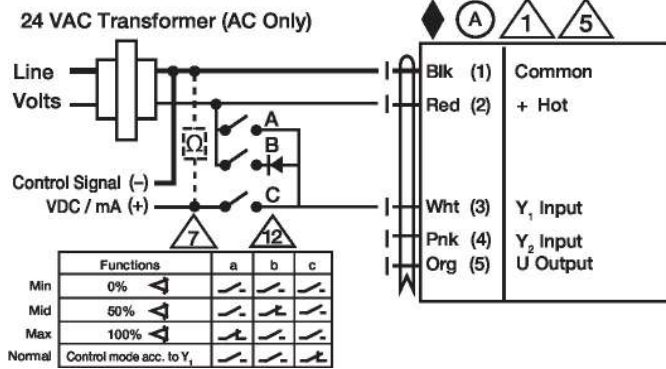 24 VAC Transformer (AC Only)
A 1 5
Line
Volts
Blk (1) Common
Red (2) + Hot
A
B
Ω
Control Signal (–)
VDC / mA (+)
C
Wht (3) Y₁ Input
Pnk (4) Y₂ Input
Org (5) U Output
7 12
Functions a b c
Min 0%
Mid 50%
Max 100%
Normal Control mode acc. to Y₁